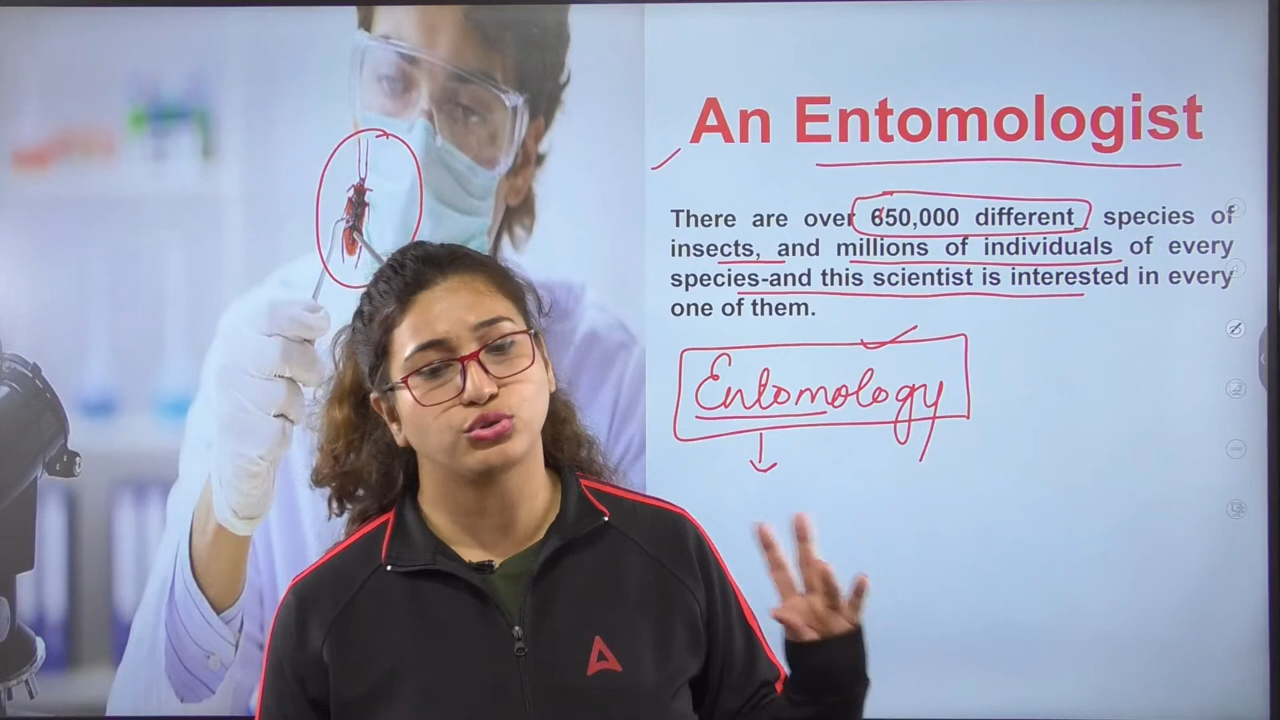 An Entomologist
There are over 650,000 different species of
insects, and millions of individuals of every
species-and this scientist is interested in every
one of them.
Entomology